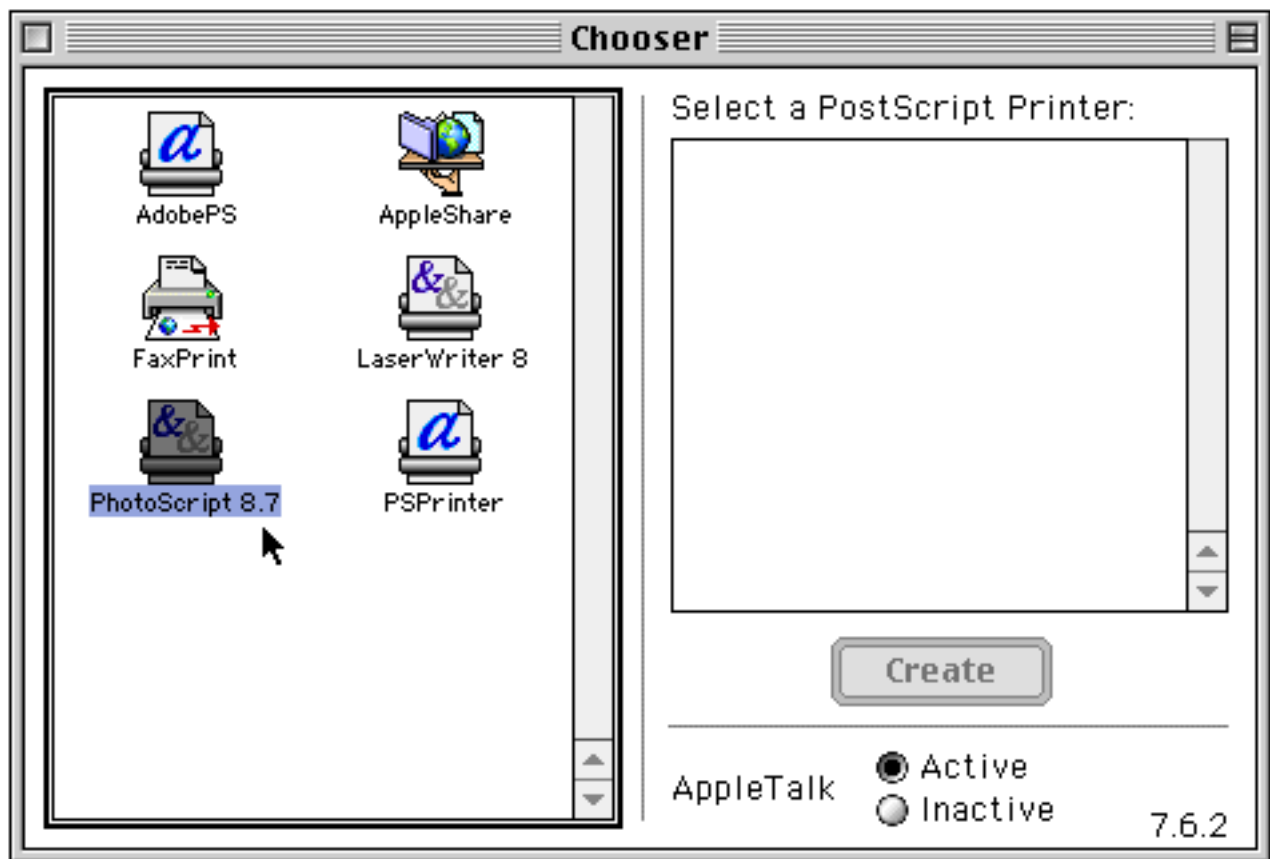 Chooser
AdobePS
AppleShare
FaxPrint
LaserWriter 8
PhotoScript 8.7
PSPrinter
Select a PostScript Printer:
Create
AppleTalk
Active
Inactive
7.6.2